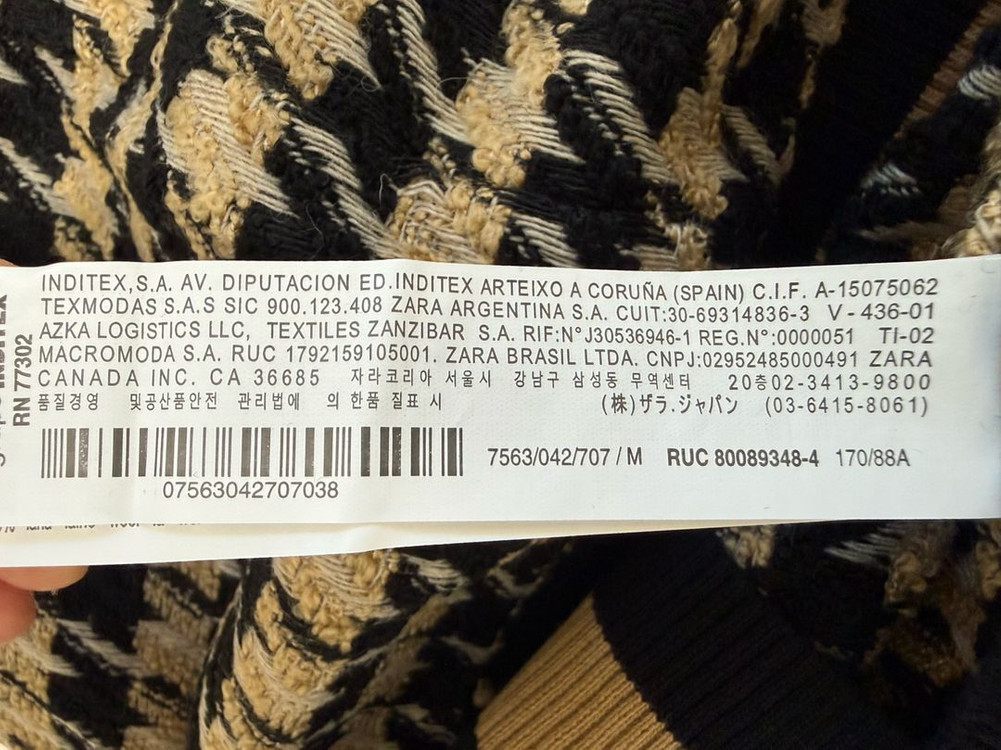 INDITEX,S.A. AV. DIPUTACION ED.INDITEX ARTEIXO A CORUÑA (SPAIN) C.I.F. A-15075062
TEXMODAS S.A.S SIC 900.123.408 ZARA ARGENTINA S.A. CUIT:30-69314836-3 V-436-01
AZKA LOGISTICS LLC, TEXTILES ZANZIBAR S.A. RIF:N°J30536946-1 REG.N°:0000051 TI-02
MACROMODA S.A. RUC 1792159105001. ZARA BRASIL LTDA. CNPJ:02952485000491 ZARA
CANADA INC. CA 36685 자라코리아 서울시 강남구 삼성동 무역센터 20층02-3413-9800
품질경영 및공산품안전 관리법에 의 한품 질표 시 (株)ザラ.ジャパン (03-6415-8061)
07563042707038
7563/042/707 / M RUC 80089348-4 170/88A
INDITEX
RN 77302